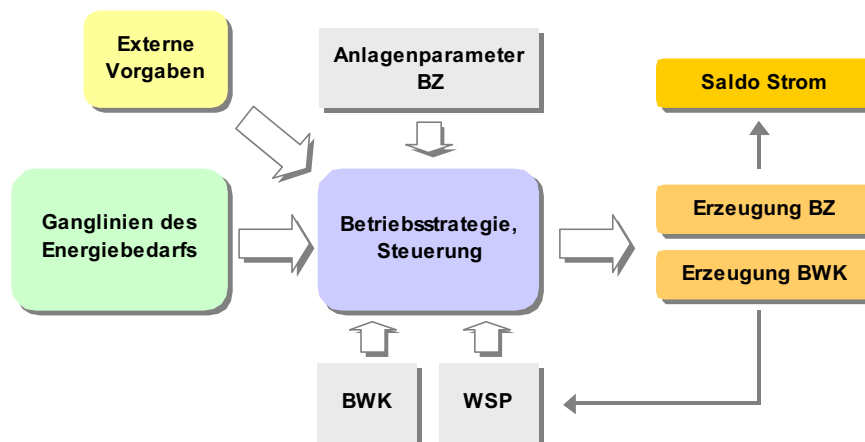 Externe
Vorgaben
Anlagenparameter
BZ
Saldo Strom
Ganglinien des
Energiebedarfs
Betriebsstrategie,
Steuerung
Erzeugung BZ
Erzeugung BWK
BWK
WSP